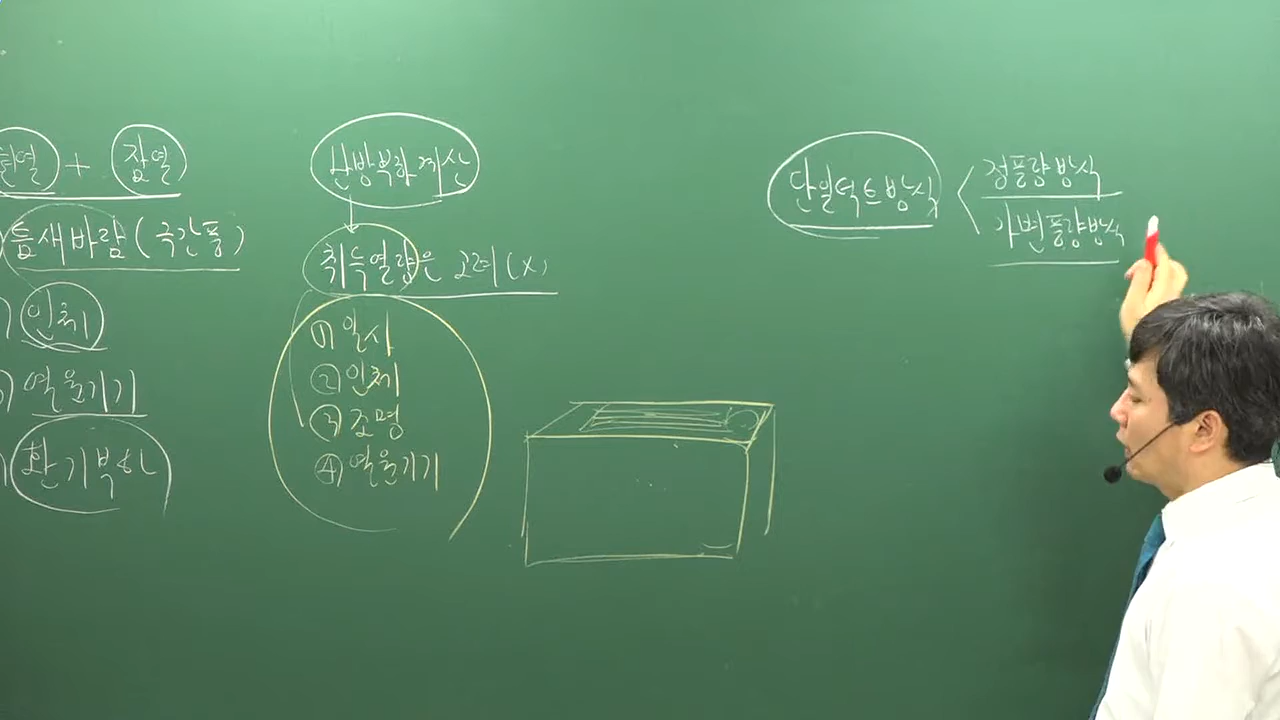 현열 + 잠열
틈새바람(극간풍)
인체
열원기기
환기부하
난방부하계산
취득열량은 고려(X)
① 일사
② 인체
③ 조명
④ 열원기기
단일덕트방식
정풍량방식
가변풍량방식